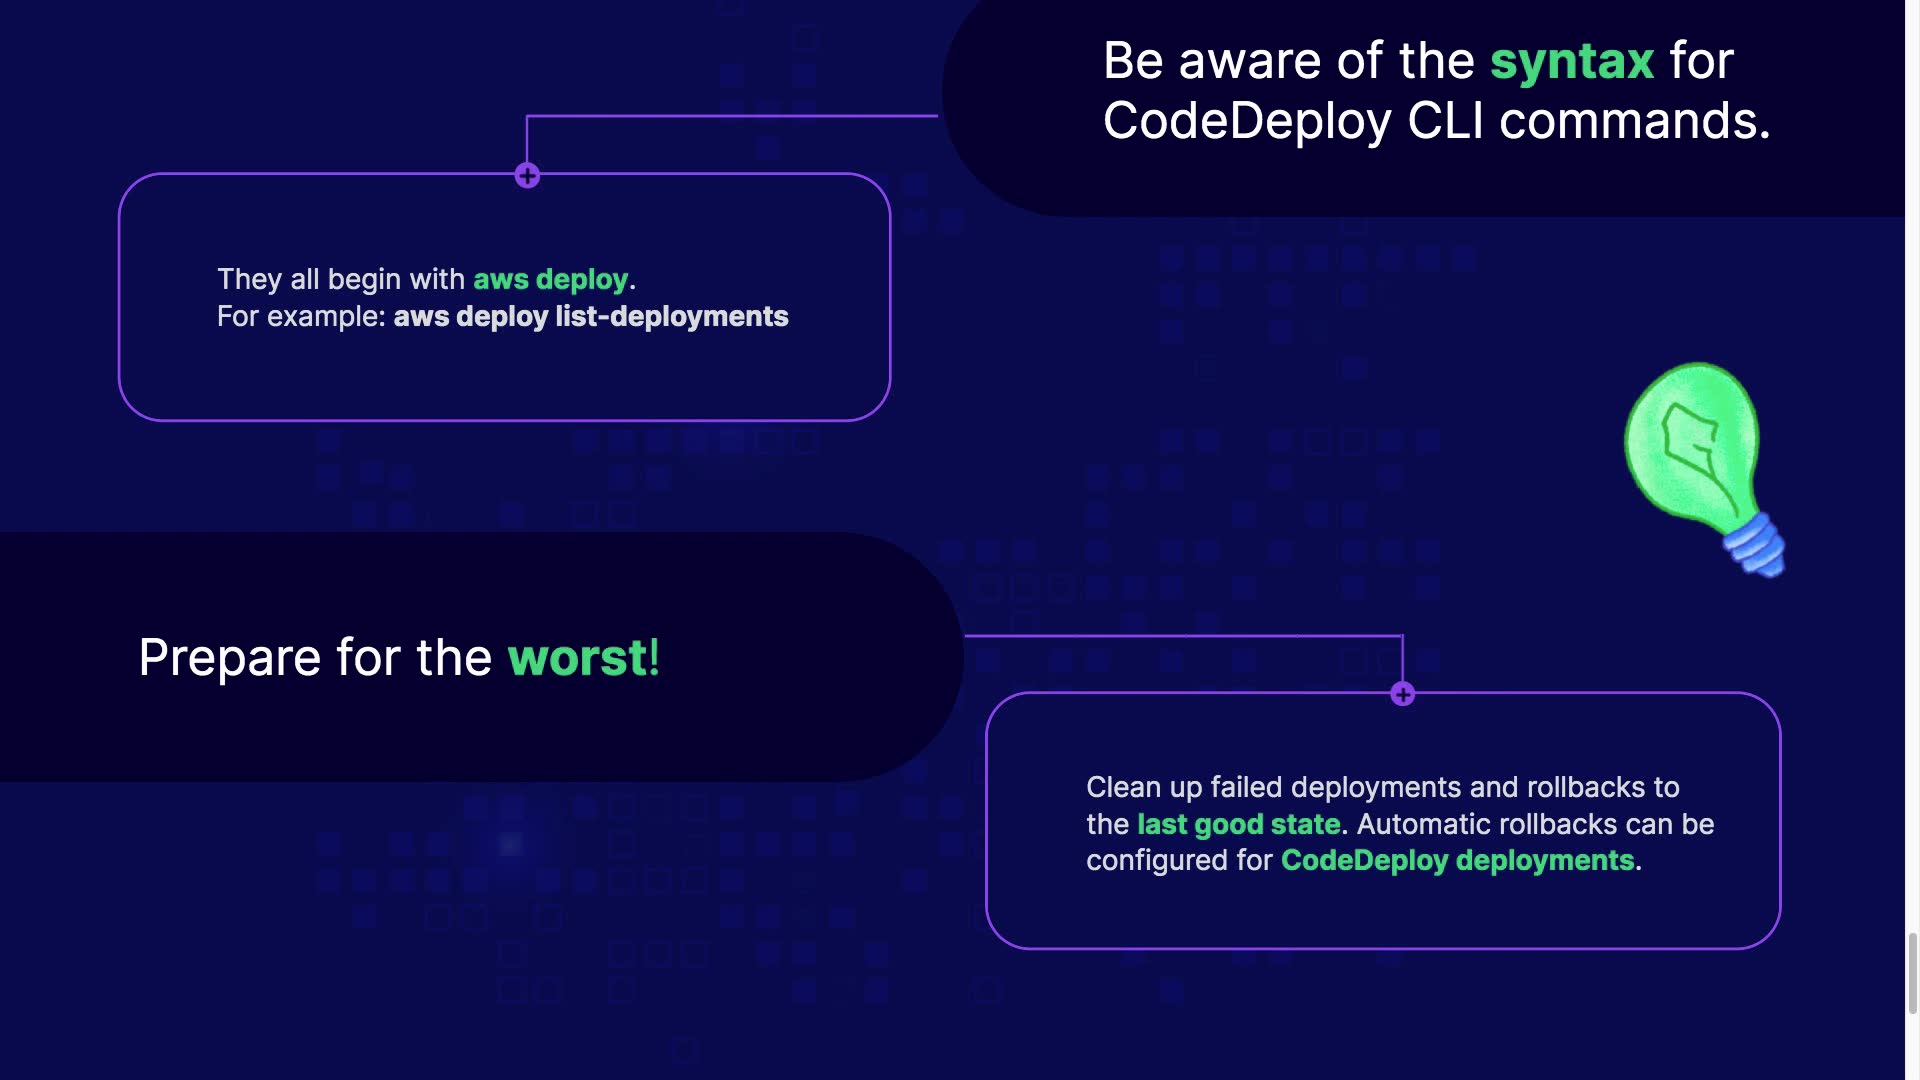 Be aware of the syntax for
CodeDeploy CLI commands.
They all begin with aws deploy.
For example: aws deploy list-deployments
Prepare for the worst!
Clean up failed deployments and rollbacks to
the last good state. Automatic rollbacks can be
configured for CodeDeploy deployments.